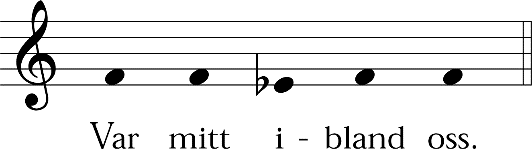 Var mitt i - bland oss.